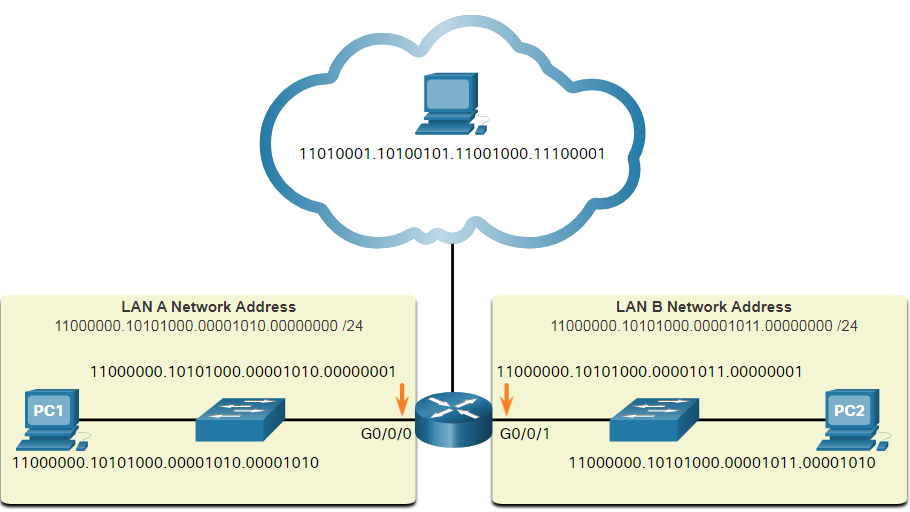 11010001.10100101.11001000.11100001
LAN A Network Address
11000000.10101000.00001010.00000000 /24
11000000.10101000.00001010.00000001
PC1
G0/0/0
11000000.10101000.00001010.00001010
LAN B Network Address
11000000.10101000.00001011.00000000 /24
11000000.10101000.00001011.00000001
G0/0/1
PC2
11000000.10101000.00001011.00001010